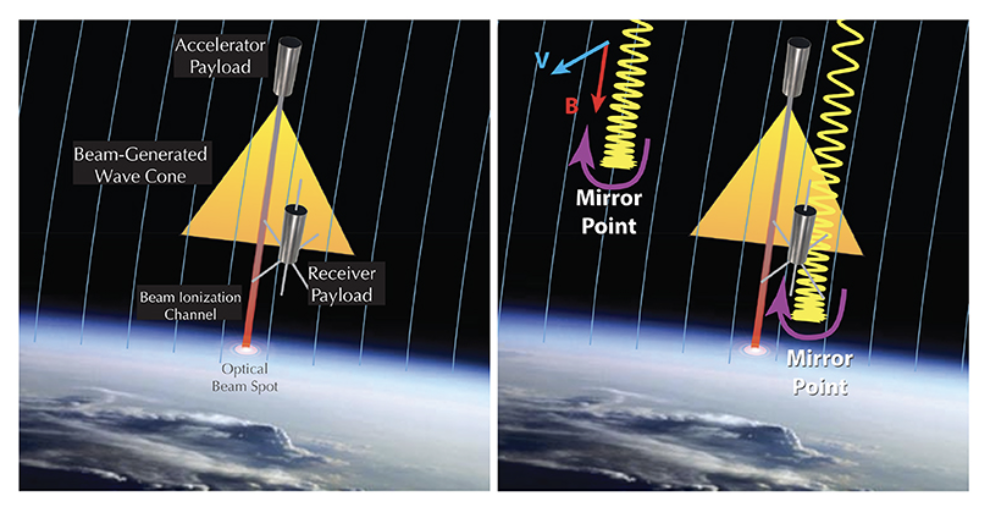 Accelerator
Payload
Beam-Generated
Wave Cone
Receiver
Payload
Beam Ionization
Channel
Optical
Beam Spot
V
B
Mirror
Point
Mirror
Point